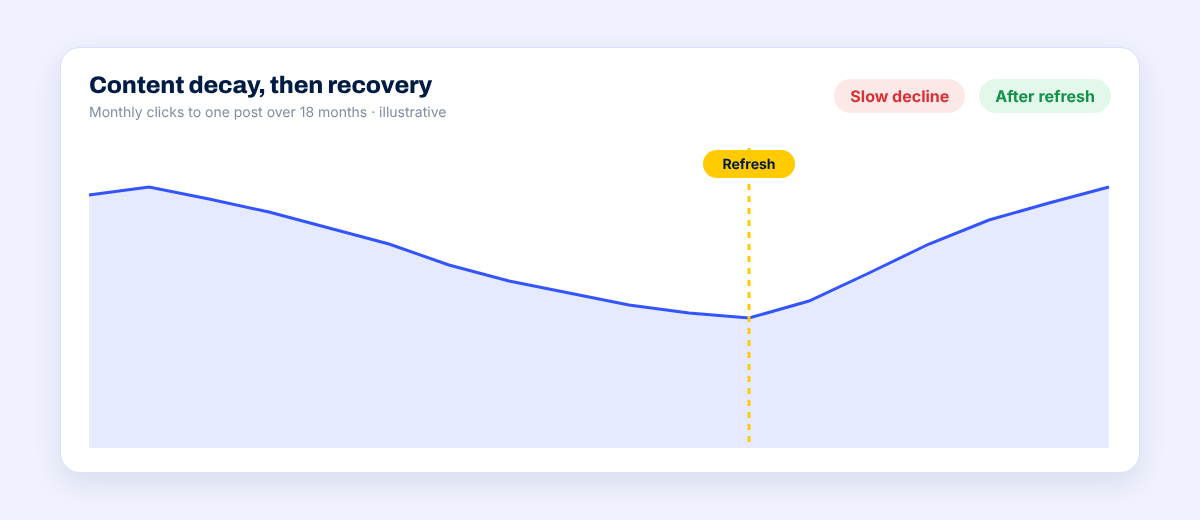 Content decay, then recovery
Monthly clicks to one post over 18 months · illustrative
Slow decline
After refresh
Refresh